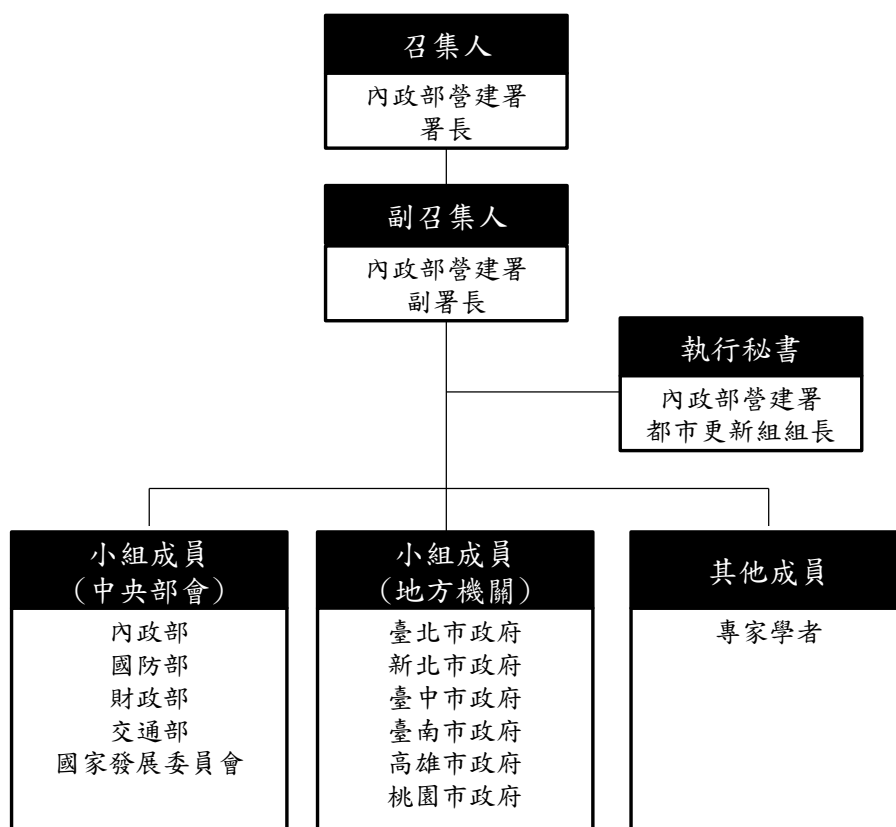 召集人
內政部營建署
署長
副召集人
內政部營建署
副署長
執行秘書
內政部營建署
都市更新組組長
小組成員
（中央部會）
內政部
國防部
財政部
交通部
國家發展委員會
小組成員
（地方機關）
臺北市政府
新北市政府
臺中市政府
臺南市政府
高雄市政府
桃園市政府
其他成員
專家學者